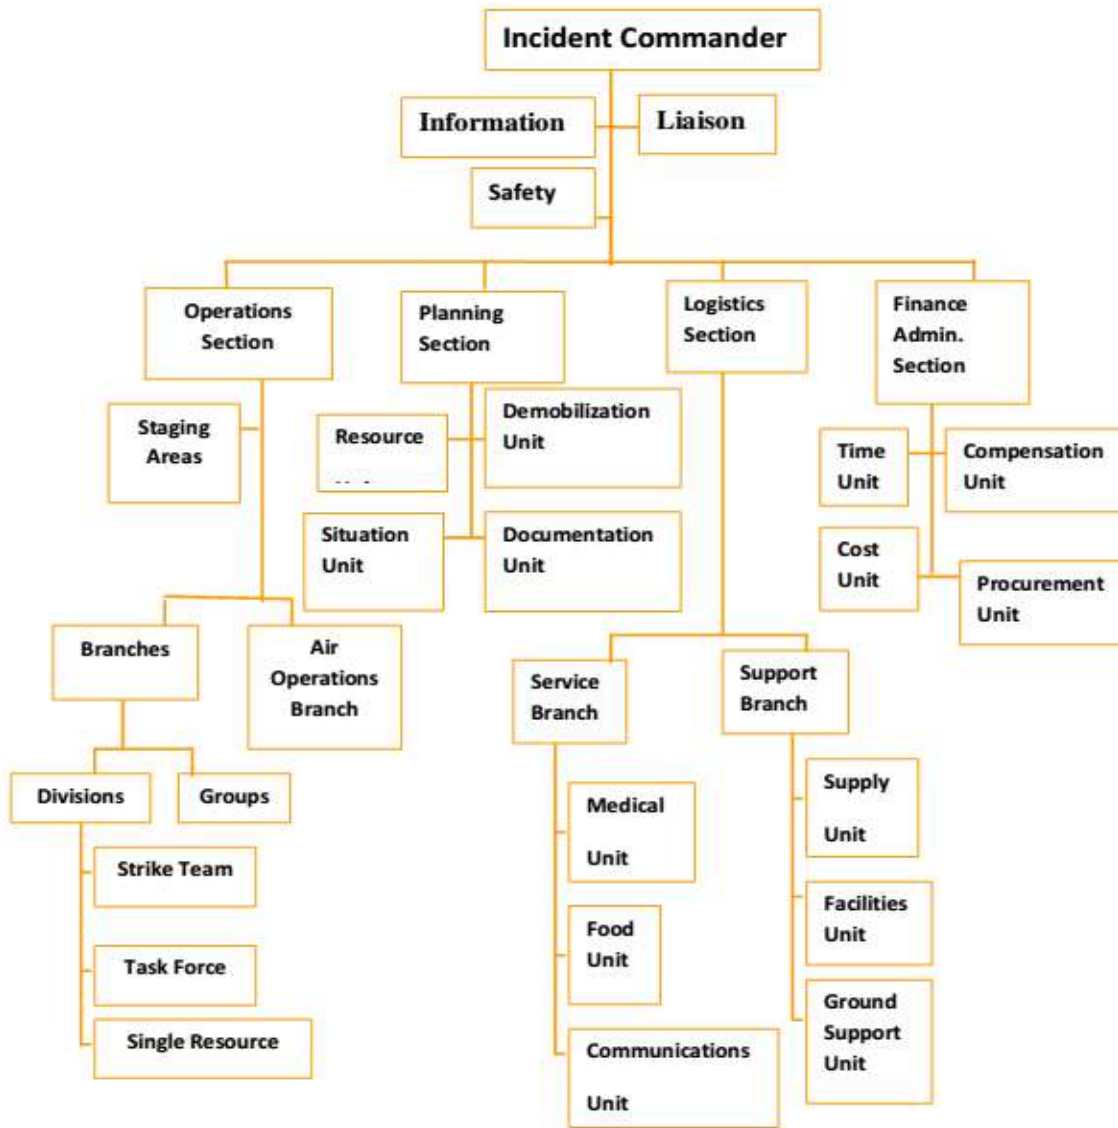 Incident Commander
Information
Liaison
Safety
Operations
Section
Planning
Section
Logistics
Section
Finance
Admin.
Section
Staging
Areas
Resource
Demobilization
Unit
Time
Unit
Compensation
Unit
Situation
Unit
Documentation
Unit
Cost
Unit
Procurement
Unit
Branches
Air
Operations
Branch
Service
Branch
Support
Branch
Divisions
Groups
Medical
Unit
Supply
Unit
Strike Team
Food
Unit
Facilities
Unit
Task Force
Single Resource
Communications
Unit
Ground
Support
Unit